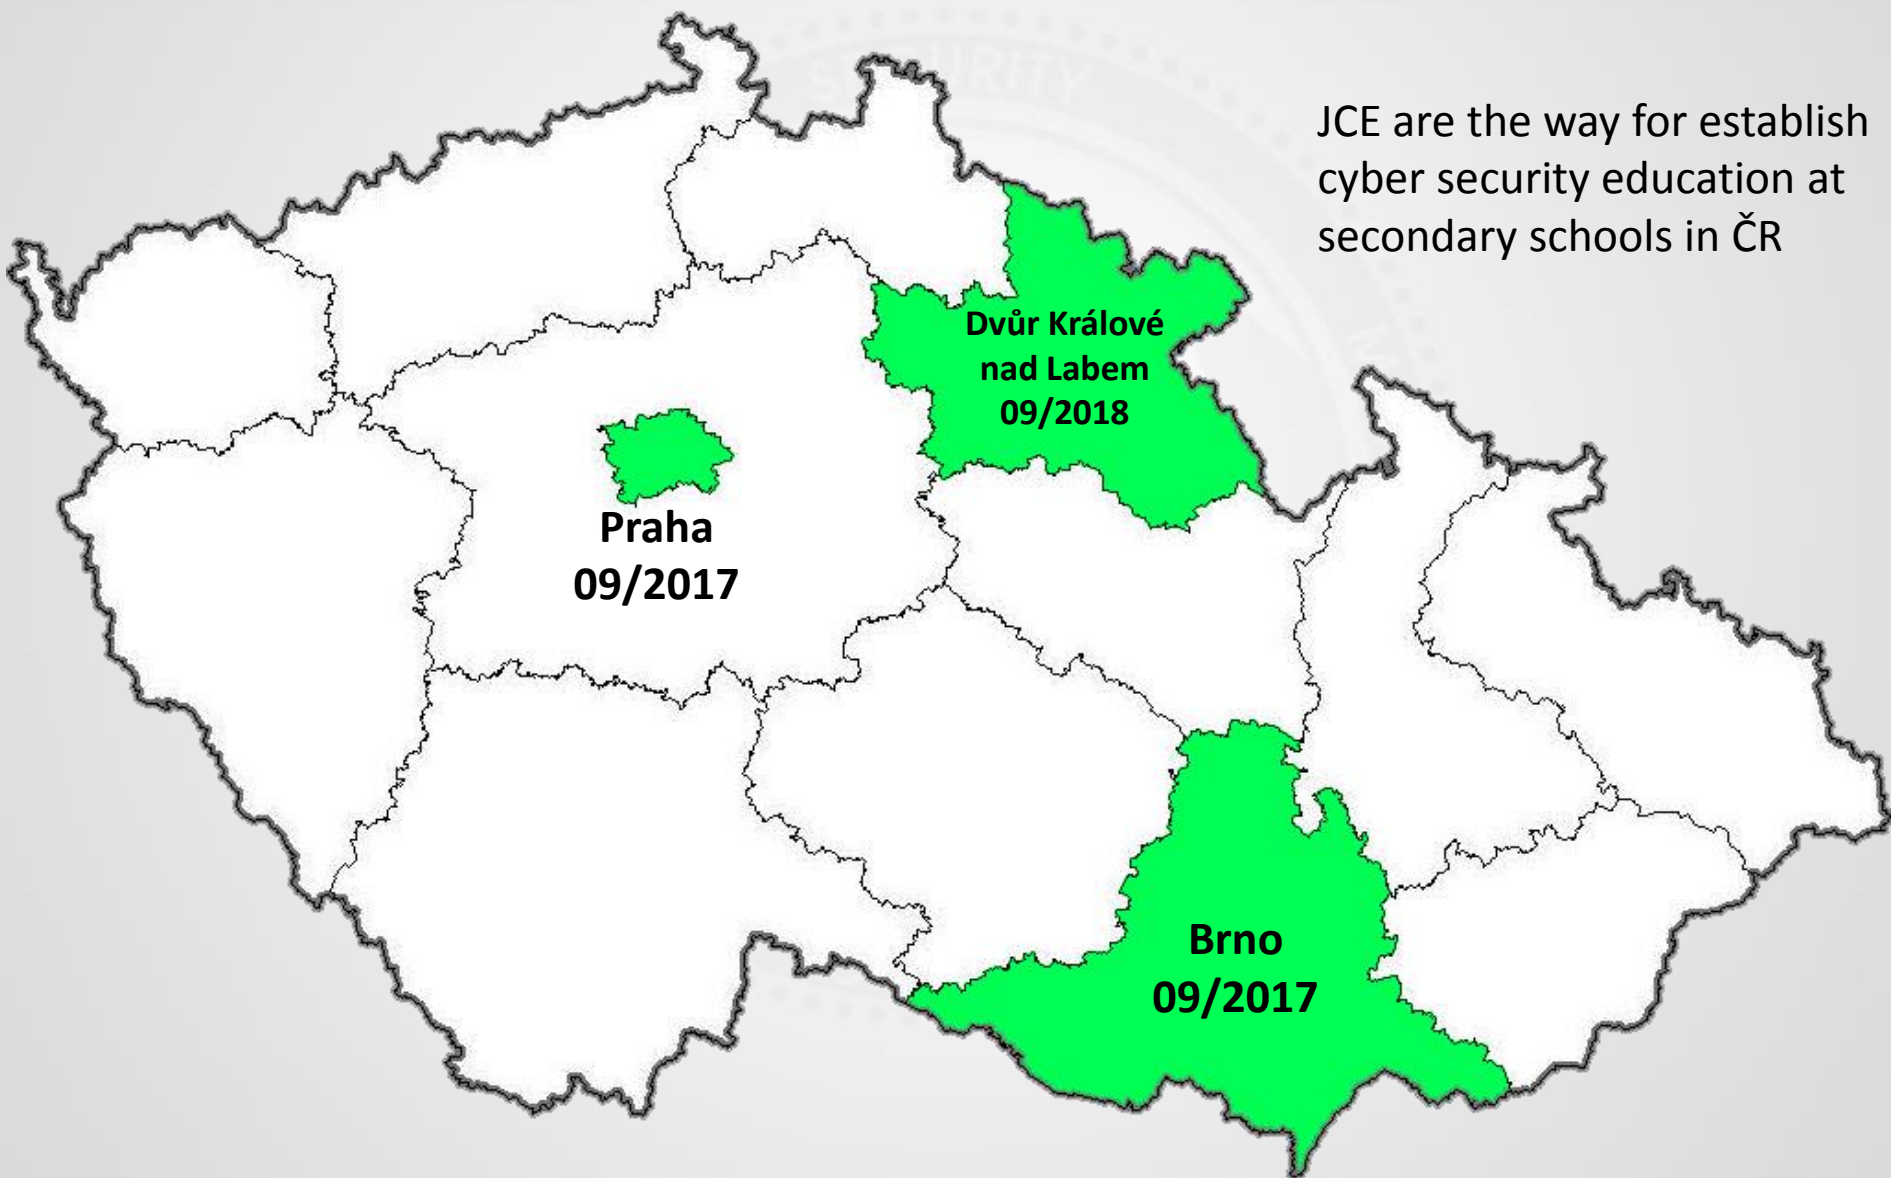 SECURITY
JCE are the way for establish
cyber security education at
secondary schools in ČR
Dvůr Králové
nad Labem
09/2018
Praha
09/2017
Brno
09/2017